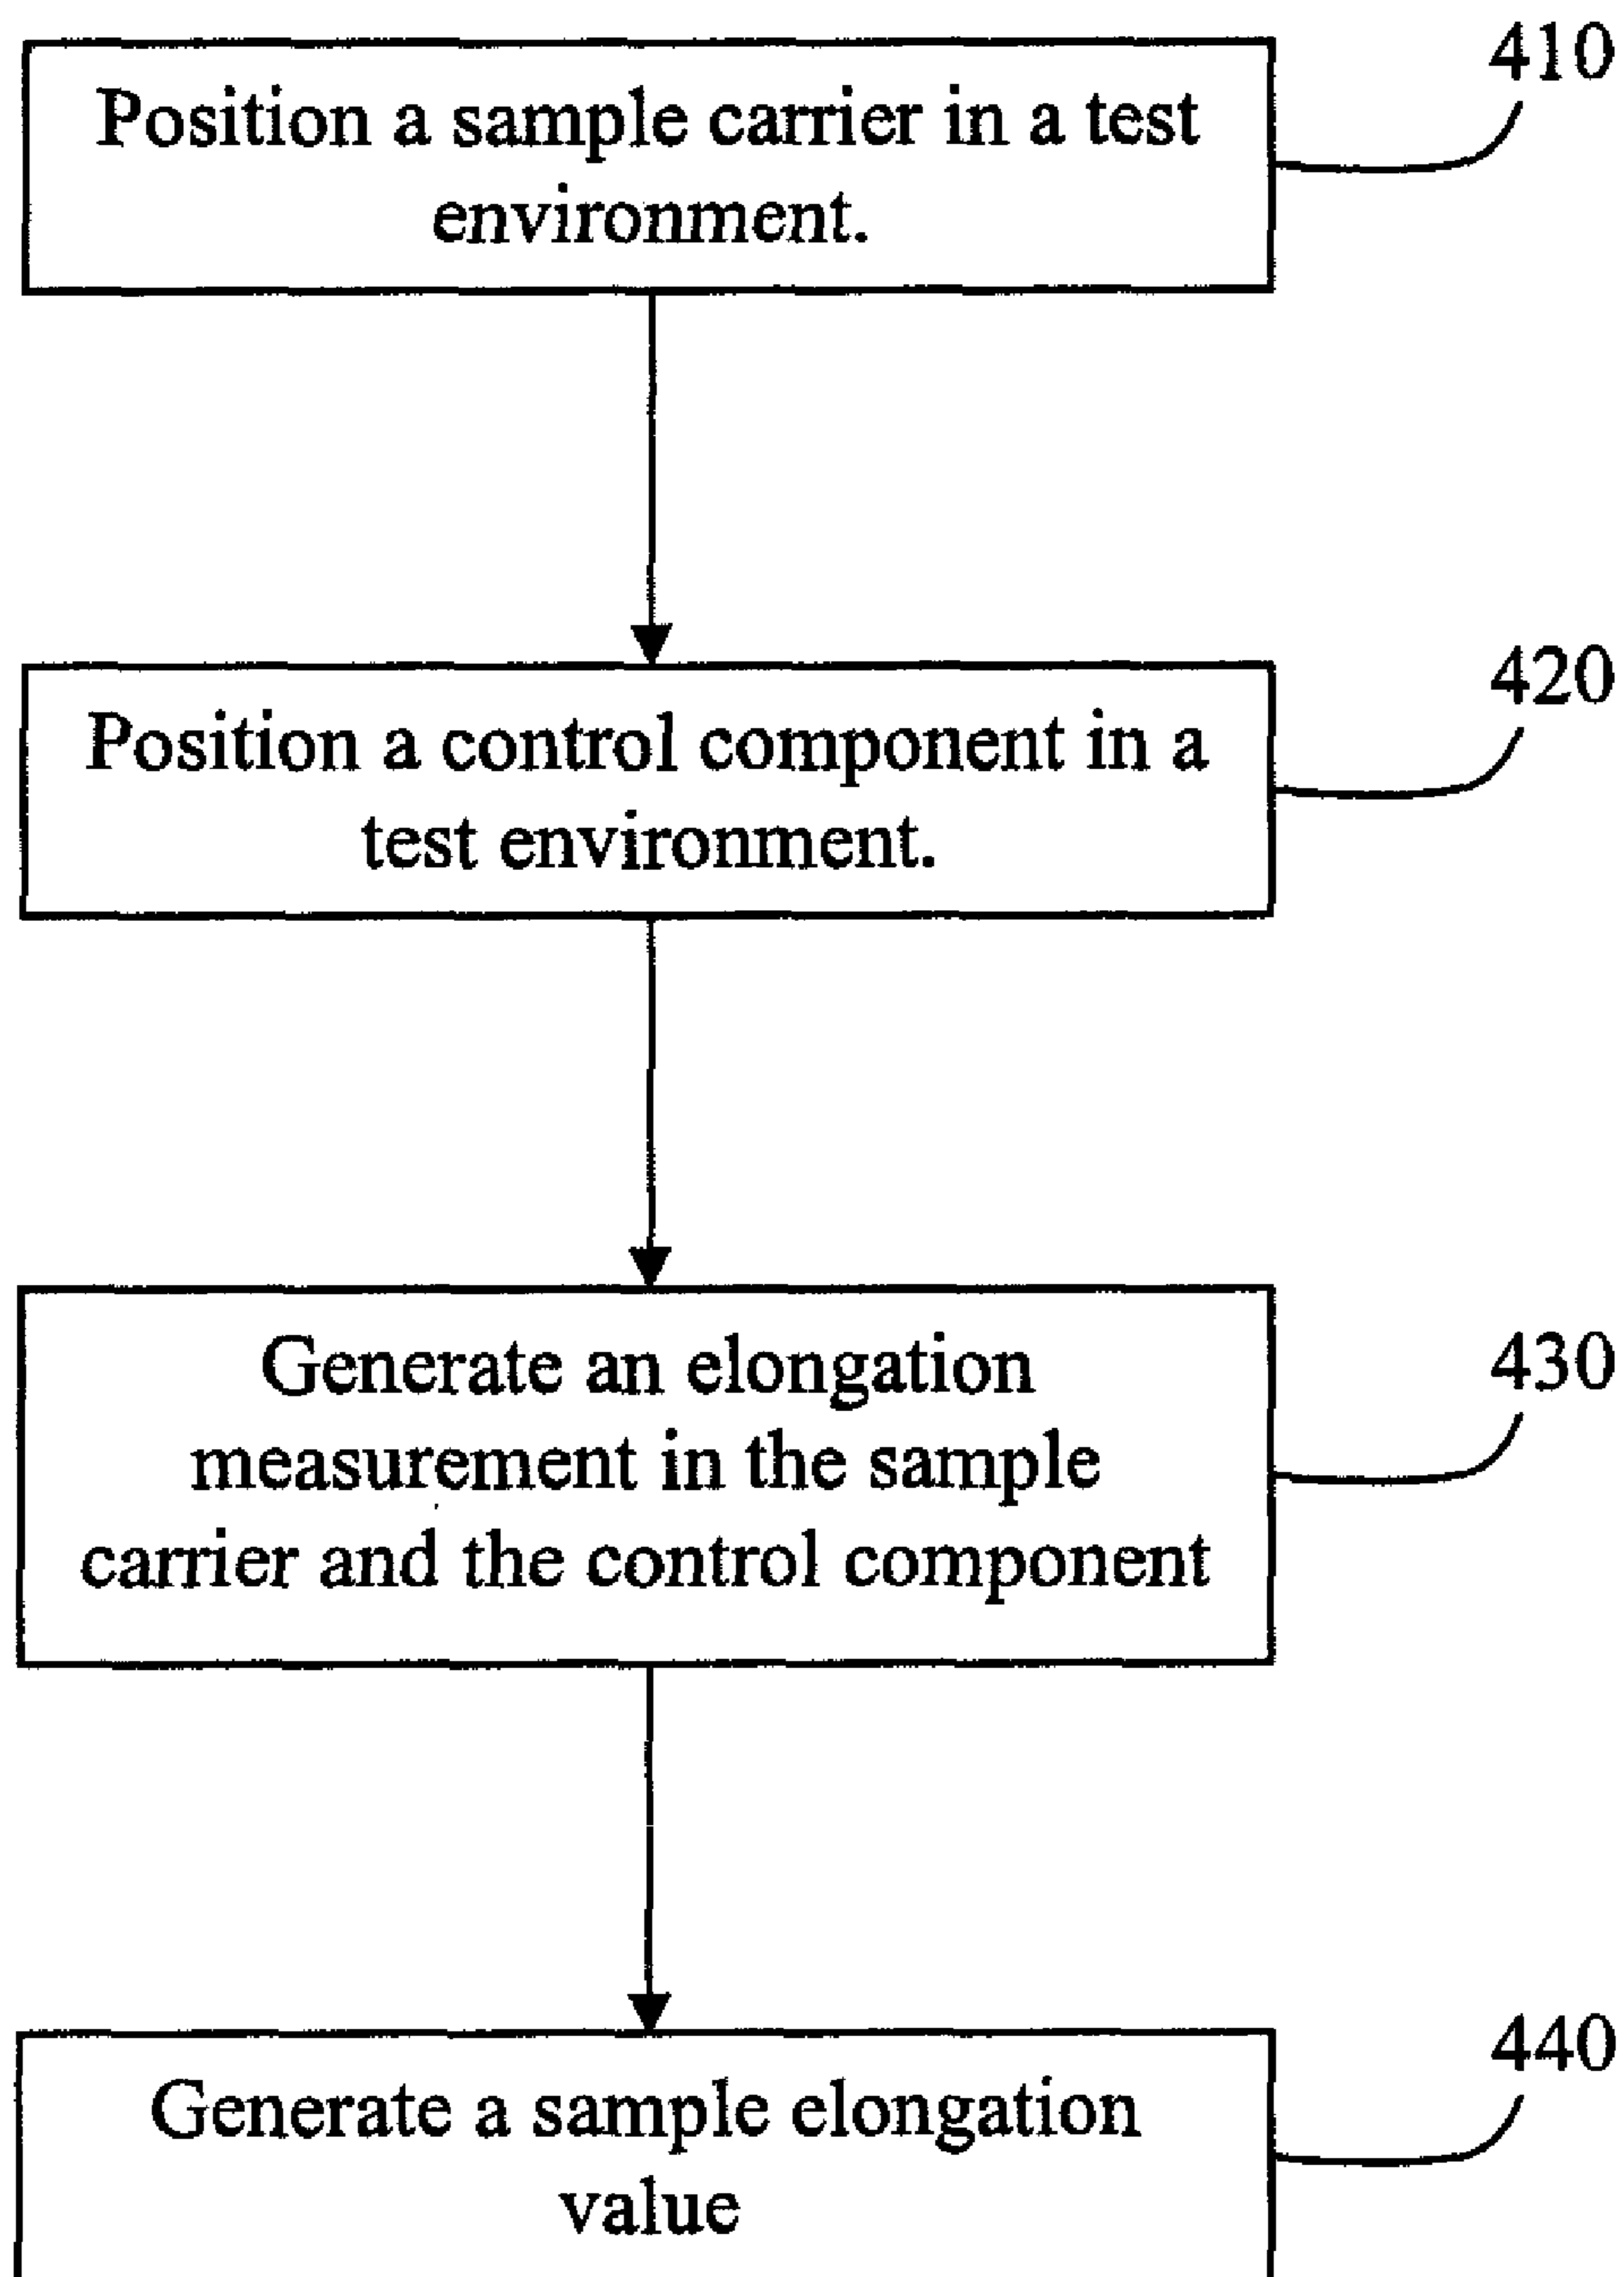 410
Position a sample carrier in a test
environment.
420
Position a control component in a
test environment.
430
Generate an elongation
measurement in the sample
carrier and the control component
440
Generate a sample elongation
value